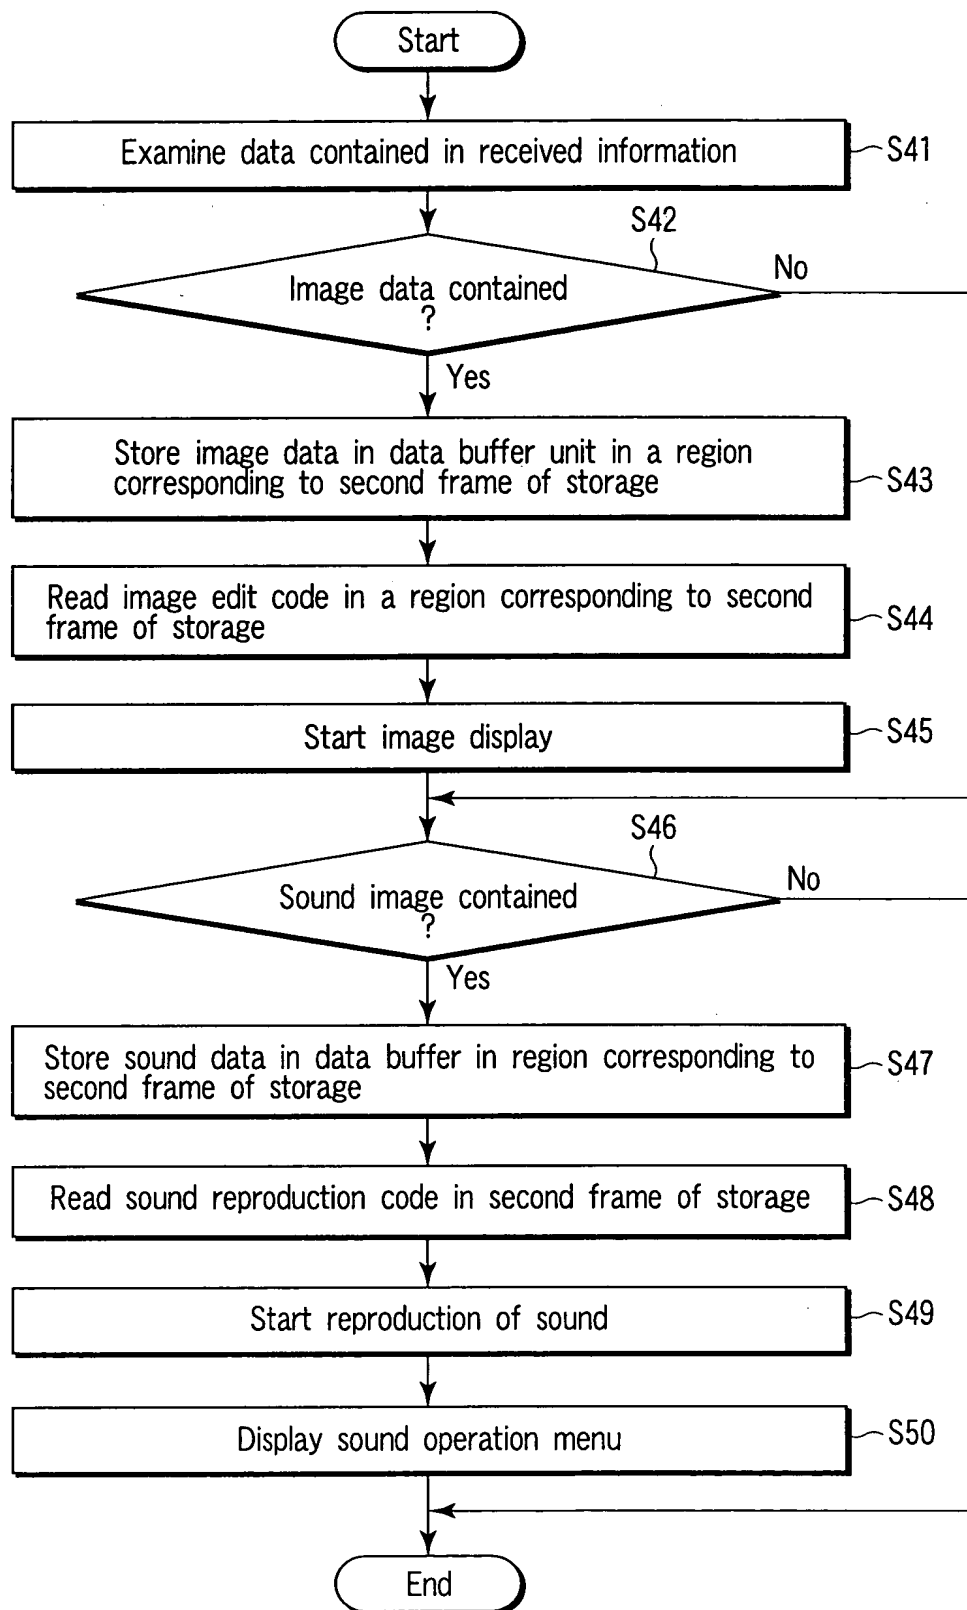 Start
Examine data contained in received information
S41
S42
Image data contained
?
No
Yes
Store image data in data buffer unit in a region
corresponding to second frame of storage
S43
Read image edit code in a region corresponding to second
frame of storage
S44
Start image display
S45
S46
Sound image contained
?
No
Yes
Store sound data in data buffer in region corresponding to
second frame of storage
S47
Read sound reproduction code in second frame of storage
S48
Start reproduction of sound
S49
Display sound operation menu
S50
End